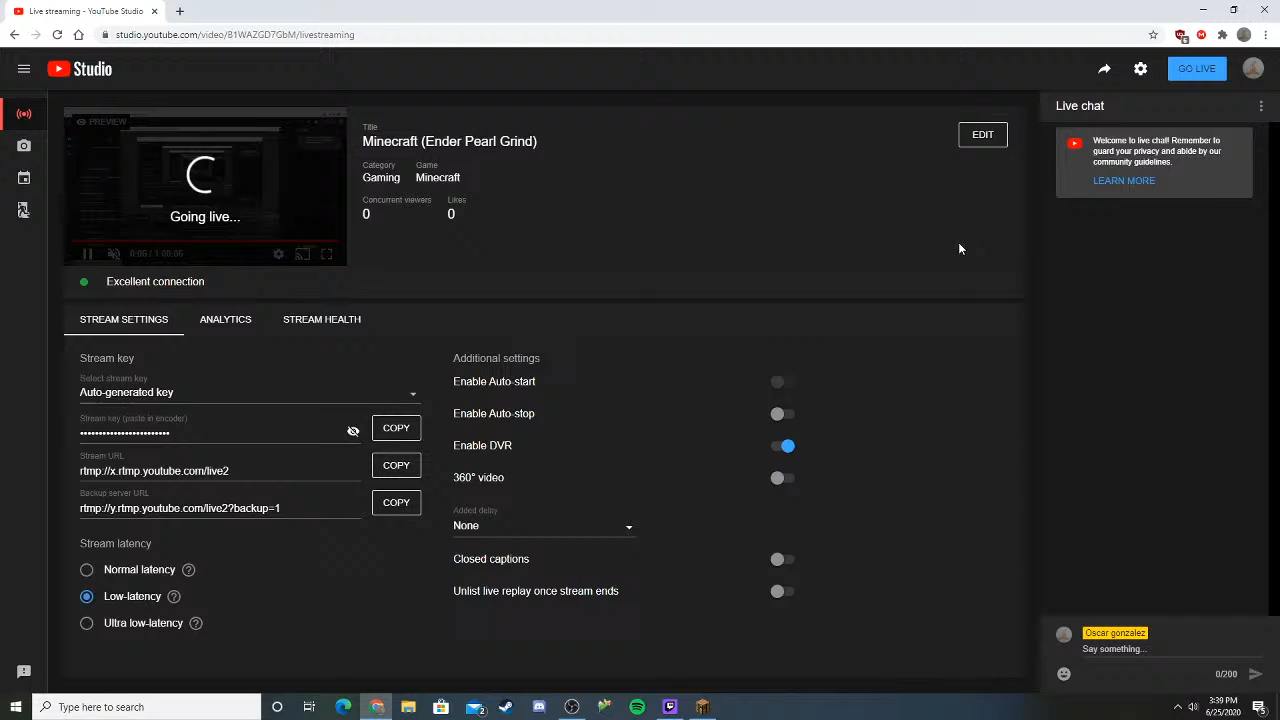 Live streaming - YouTube Studio
studio.youtube.com/video/B1WAZGD7GbM/livestreaming
Studio
GO LIVE
PREVIEW
Going live...
0:06 / 1:00:06
Title
Minecraft (Ender Pearl Grind)
Category
Game
Gaming
Minecraft
Concurrent viewers
Likes
0
0
EDIT
Excellent connection
STREAM SETTINGS
ANALYTICS
STREAM HEALTH
Stream key
Select stream key
Auto-generated key
Stream key (paste in encoder)
••••••••••••••••••••••••
COPY
Stream URL
rtmp://x.rtmp.youtube.com/live2
COPY
Backup server URL
rtmp://y.rtmp.youtube.com/live2?backup=1
COPY
Stream latency
Normal latency
Low-latency
Ultra low-latency
Additional settings
Enable Auto-start
Enable Auto-stop
Enable DVR
360° video
Added delay
None
Closed captions
Unlist live replay once stream ends
Live chat
Welcome to live chat! Remember to
guard your privacy and abide by our
community guidelines.
LEARN MORE
Oscar gonzalez
Say something...
0/200
Type here to search
3:39 PM
6/25/2020